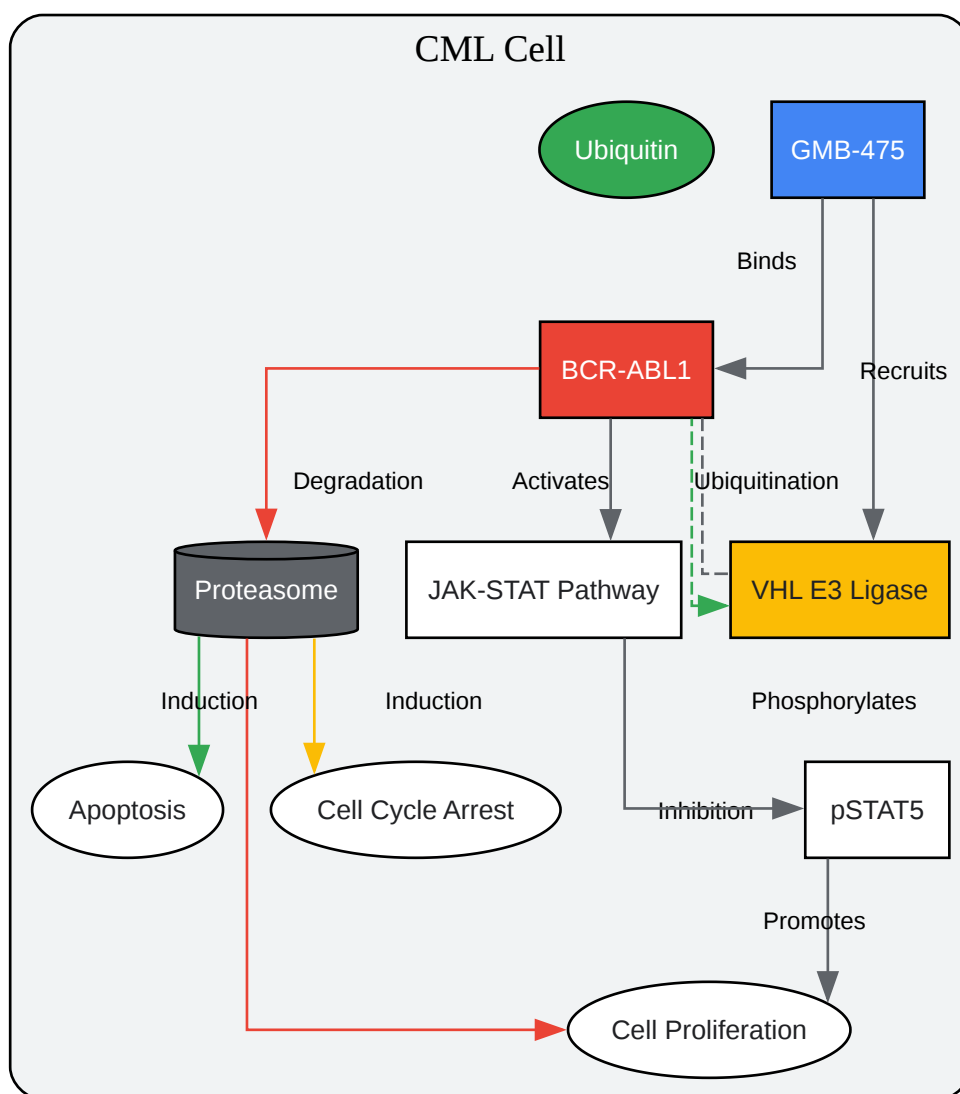 CML Cell
Ubiquitin
GMB-475
Binds
BCR-ABL1
Recruits
Degradation
Activates
Ubiquitination
Proteasome
JAK-STAT Pathway
VHL E3 Ligase
Induction
Induction
Phosphorylates
Apoptosis
Cell Cycle Arrest
Inhibition
pSTAT5
Promotes
Cell Proliferation